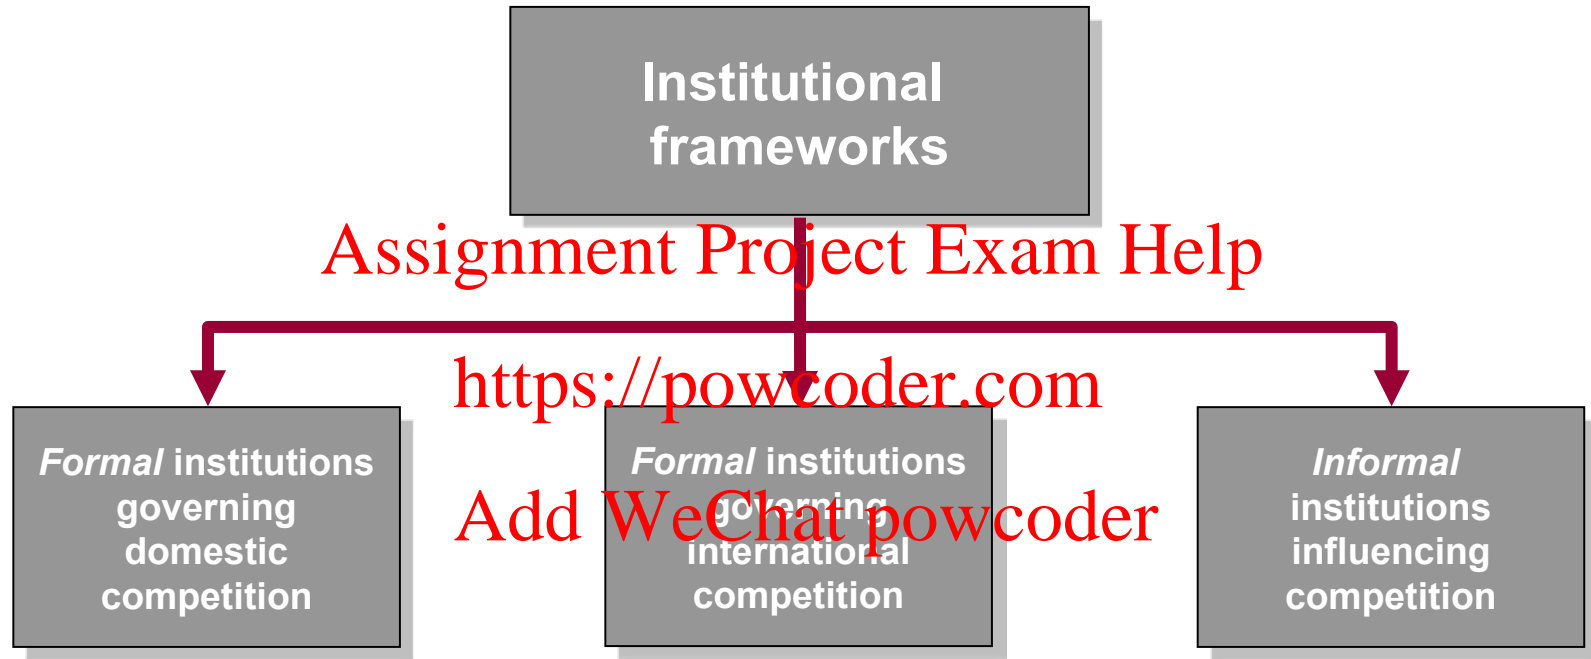 Institutional
frameworks
Assignment Project Exam Help
https://powcoder.com
Formal institutions
governing
domestic
competition
Formal institutions
governing
international
competition
Add WeChat powcoder
Informal
institutions
influencing
competition